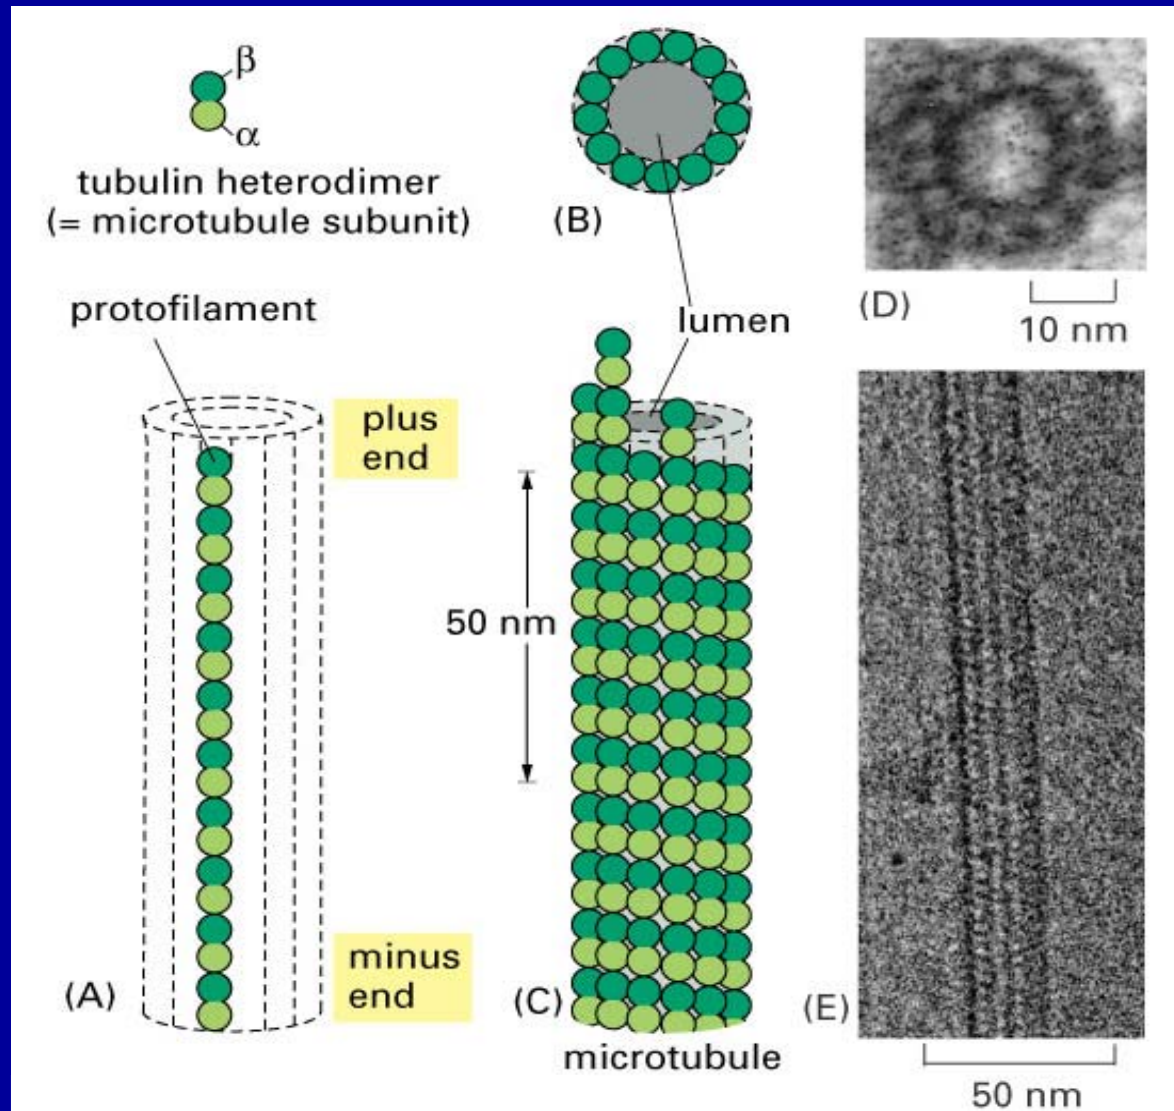 β
α
tubulin heterodimer
(= microtubule subunit)
(B)
(D)
10 nm
protofilament
lumen
plus
end
50 nm
minus
end
(A)
(C)
microtubule
(E)
50 nm